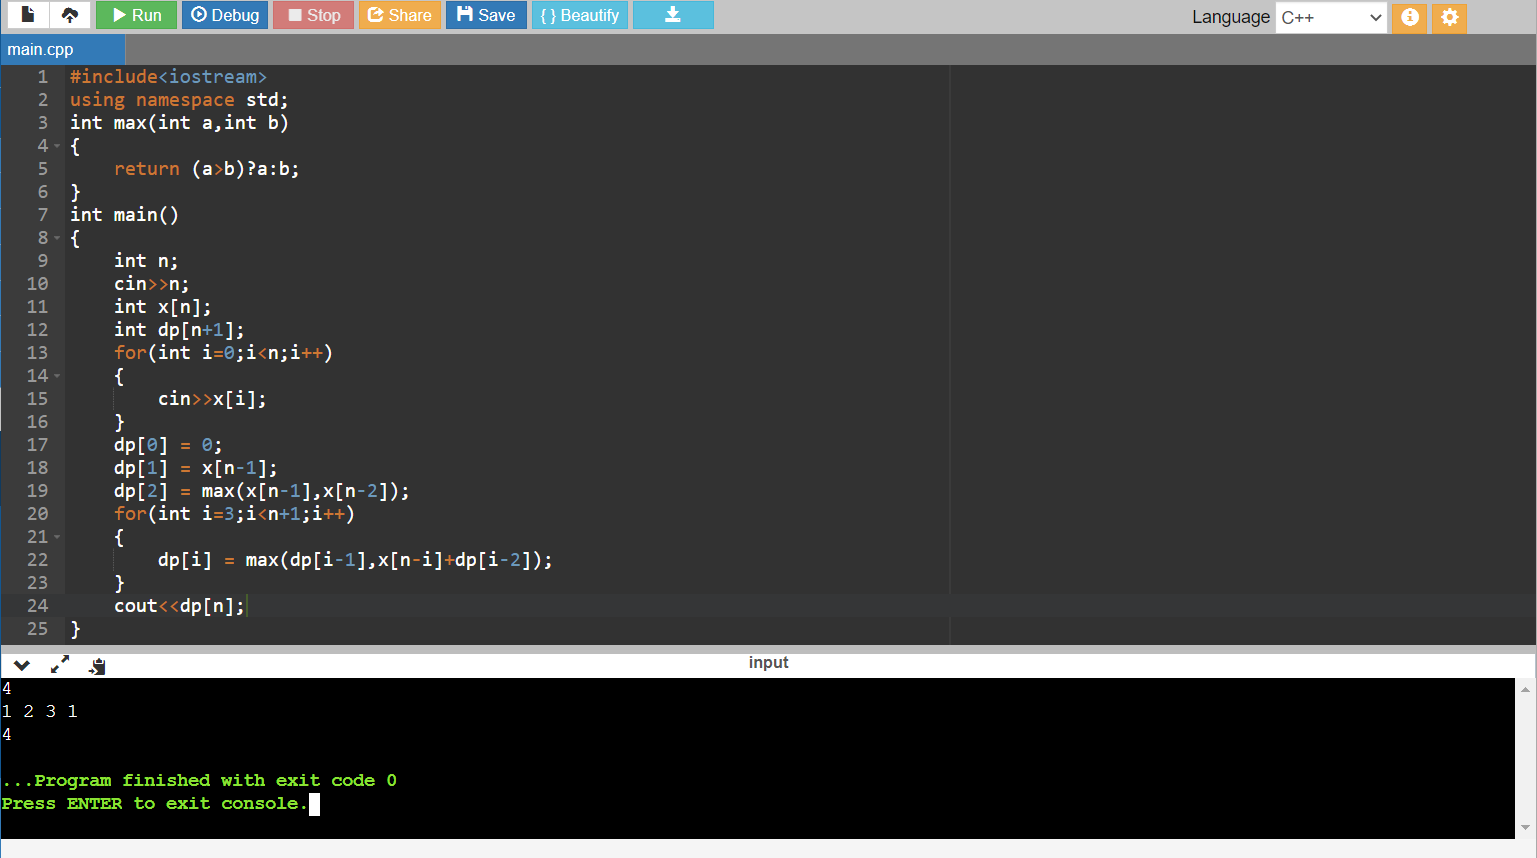 Run Debug Stop Share Save { } Beautify Language C++
main.cpp
1 #include<iostream>
2 using namespace std;
3 int max(int a,int b)
4 {
5     return (a>b)?a:b;
6 }
7 int main()
8 {
9     int n;
10     cin>>n;
11     int x[n];
12     int dp[n+1];
13     for(int i=0;i<n;i++)
14     {
15         cin>>x[i];
16     }
17     dp[0] = 0;
18     dp[1] = x[n-1];
19     dp[2] = max(x[n-1],x[n-2]);
20     for(int i=3;i<n+1;i++)
21     {
22         dp[i] = max(dp[i-1],x[n-i]+dp[i-2]);
23     }
24     cout<<dp[n];
25 }
input
4
1 2 3 1
4
...Program finished with exit code 0
Press ENTER to exit console.